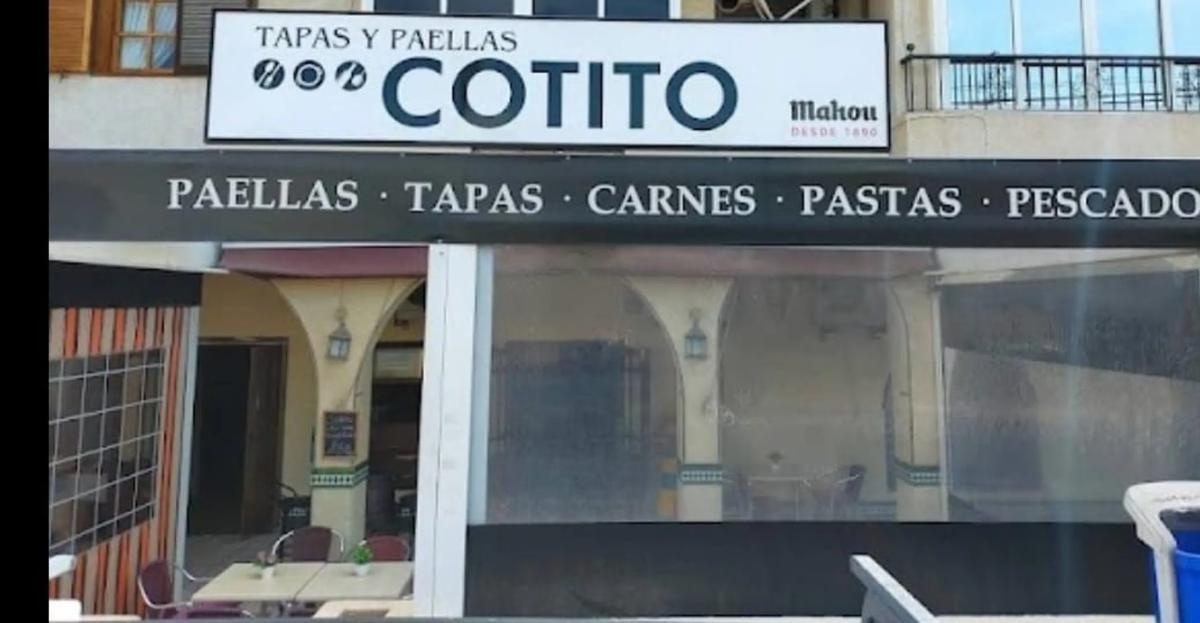 TAPAS Y PAELLAS
COTITO
Mahou
DESDE 1890
PAELLAS · TAPAS · CARNES · PASTAS · PESCADO